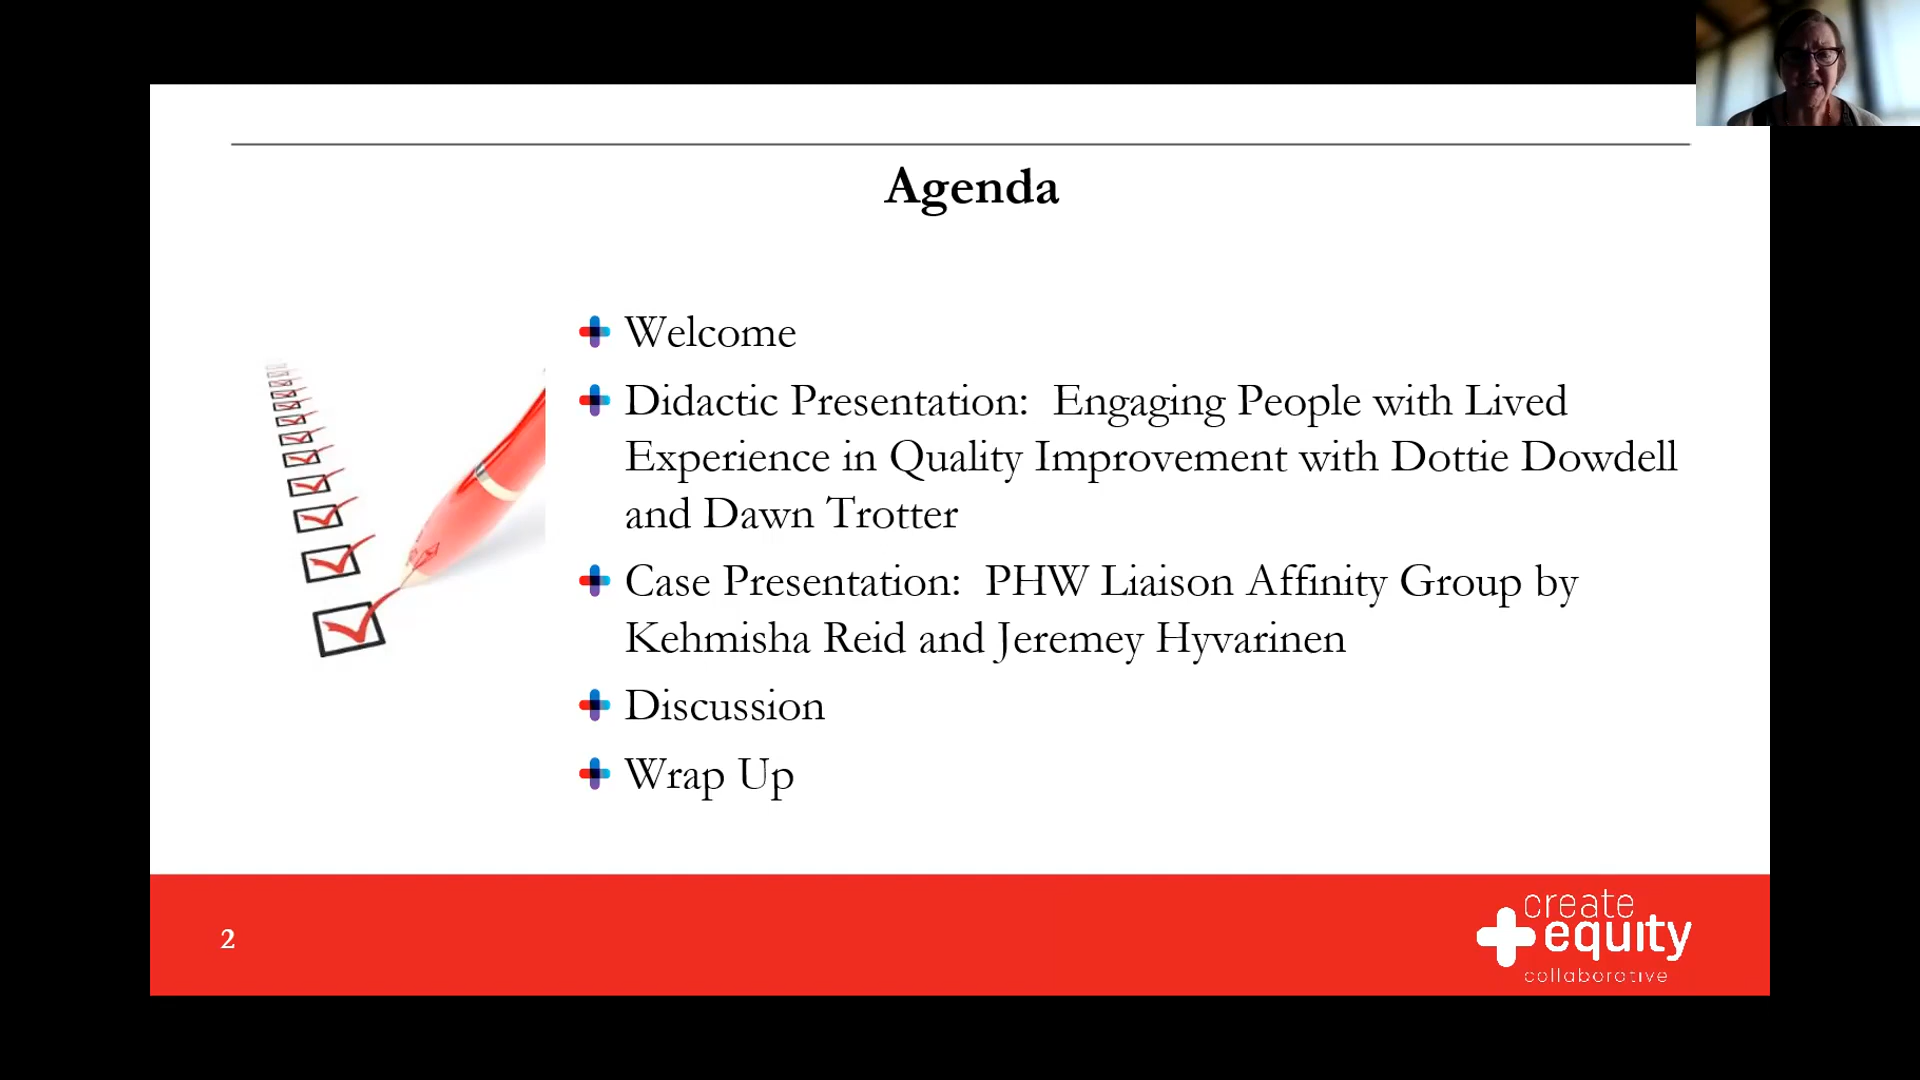 Agenda
Welcome
Didactic Presentation: Engaging People with Lived
Experience in Quality Improvement with Dottie Dowdell
and Dawn Trotter
Case Presentation: PHW Liaison Affinity Group by
Kehmisha Reid and Jeremey Hyvarinen
Discussion
Wrap Up
2
create
equity
collaborative